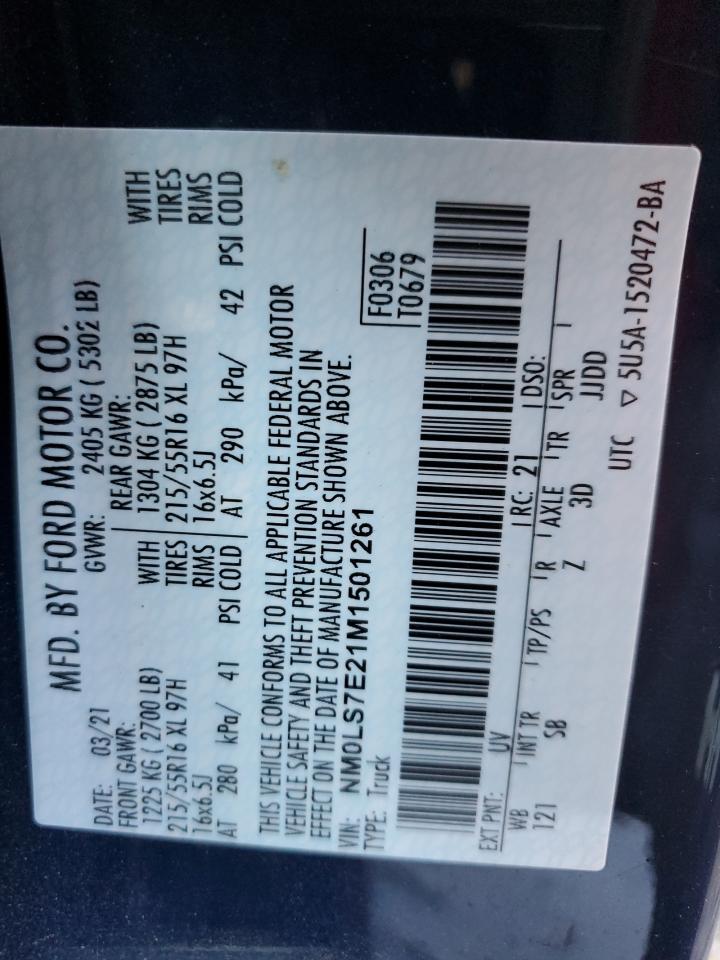 MFD. BY FORD MOTOR CO.
DATE: 03/21 GVWR: 2405 KG ( 5302 LB)
FRONT GAWR: REAR GAWR:
1225 KG ( 2700 LB) WITH 1304 KG ( 2875 LB) WITH
215/55R16 XL 97H TIRES 215/55R16 XL 97H TIRES
16x6.5J RIMS 16x6.5J RIMS
AT 280 kPa/ 41 PSI COLD AT 290 kPa/ 42 PSI COLD
THIS VEHICLE CONFORMS TO ALL APPLICABLE FEDERAL MOTOR
VEHICLE SAFETY AND THEFT PREVENTION STANDARDS IN
EFFECT ON THE DATE OF MANUFACTURE SHOWN ABOVE.
VIN: NM0LS7E21M1501261 F0306
TYPE: Truck T0679
EXT PNT: UV RC: 21 DSO:
WB INT TR TP/PS R AXLE TR SPR
121 SB Z 3D JJDD
UTC ▽ 5U5A-1520472-BA